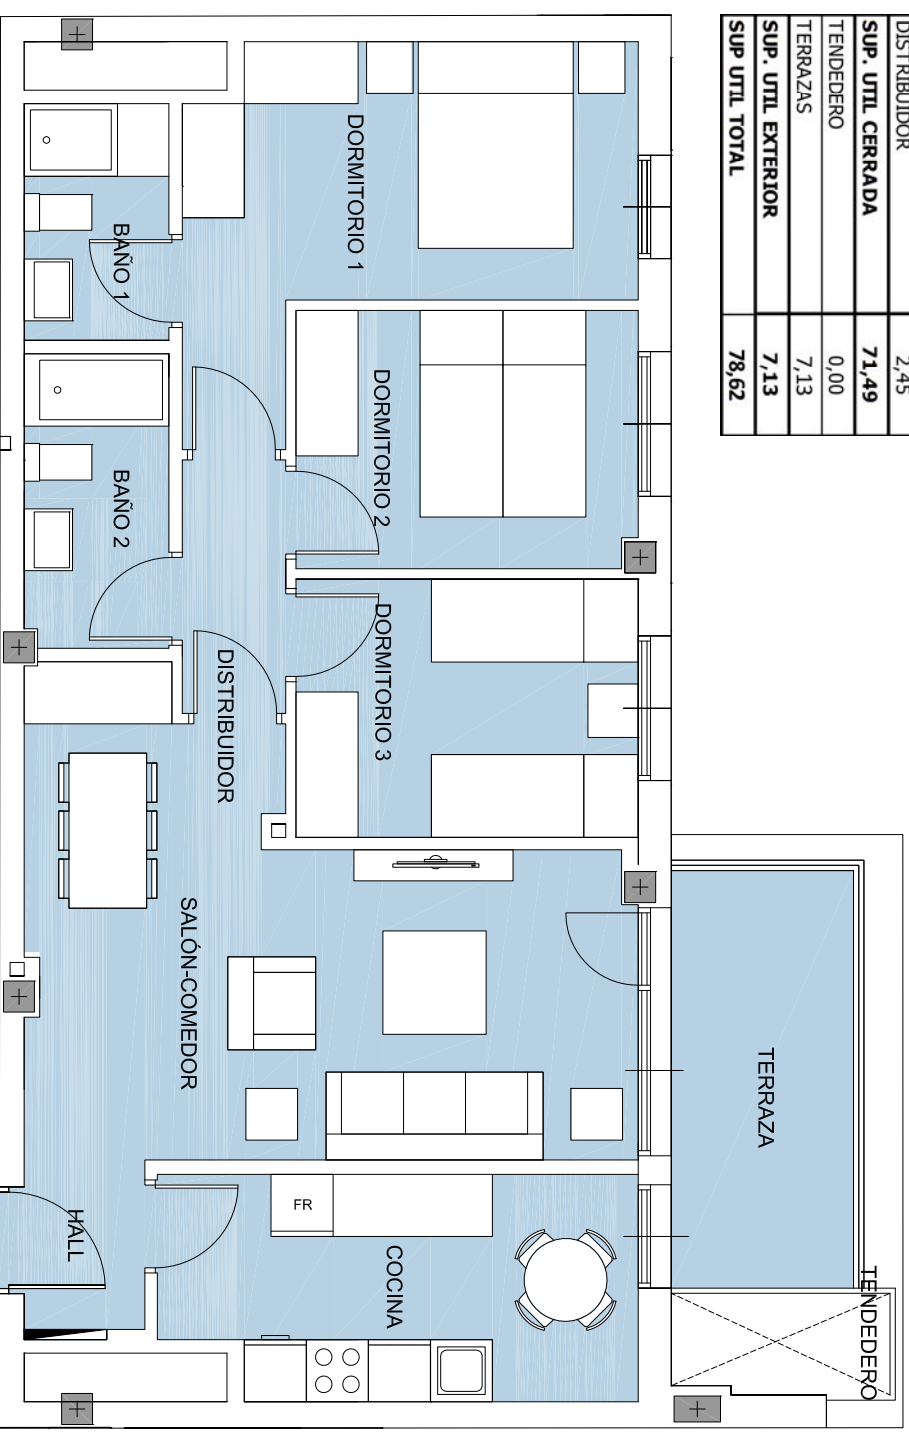 DISTRIBUIDOR 2,45
SUP. UTIL CERRADA 71,49
TENDEDERO 0,00
TERRAZAS 7,13
SUP. UTIL EXTERIOR 7,13
SUP UTIL TOTAL 78,62
DORMITORIO 1
BAÑO 1
DORMITORIO 2
BAÑO 2
DORMITORIO 3
DISTRIBUIDOR
SALÓN-COMEDOR
TERRAZA
HALL
FR
COCINA
TENDEDERO